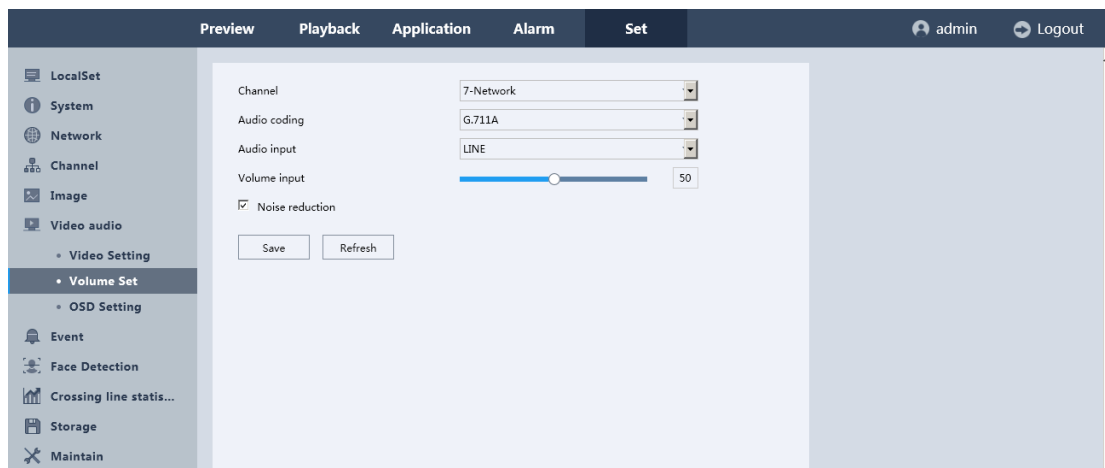 Preview Playback Application Alarm Set admin Logout
LocalSet
System
Network
Channel
Image
Video audio
• Video Setting
• Volume Set
• OSD Setting
Event
Face Detection
Crossing line statis...
Storage
Maintain
Channel 7-Network
Audio coding G.711A
Audio input LINE
Volume input 50
Noise reduction
Save Refresh